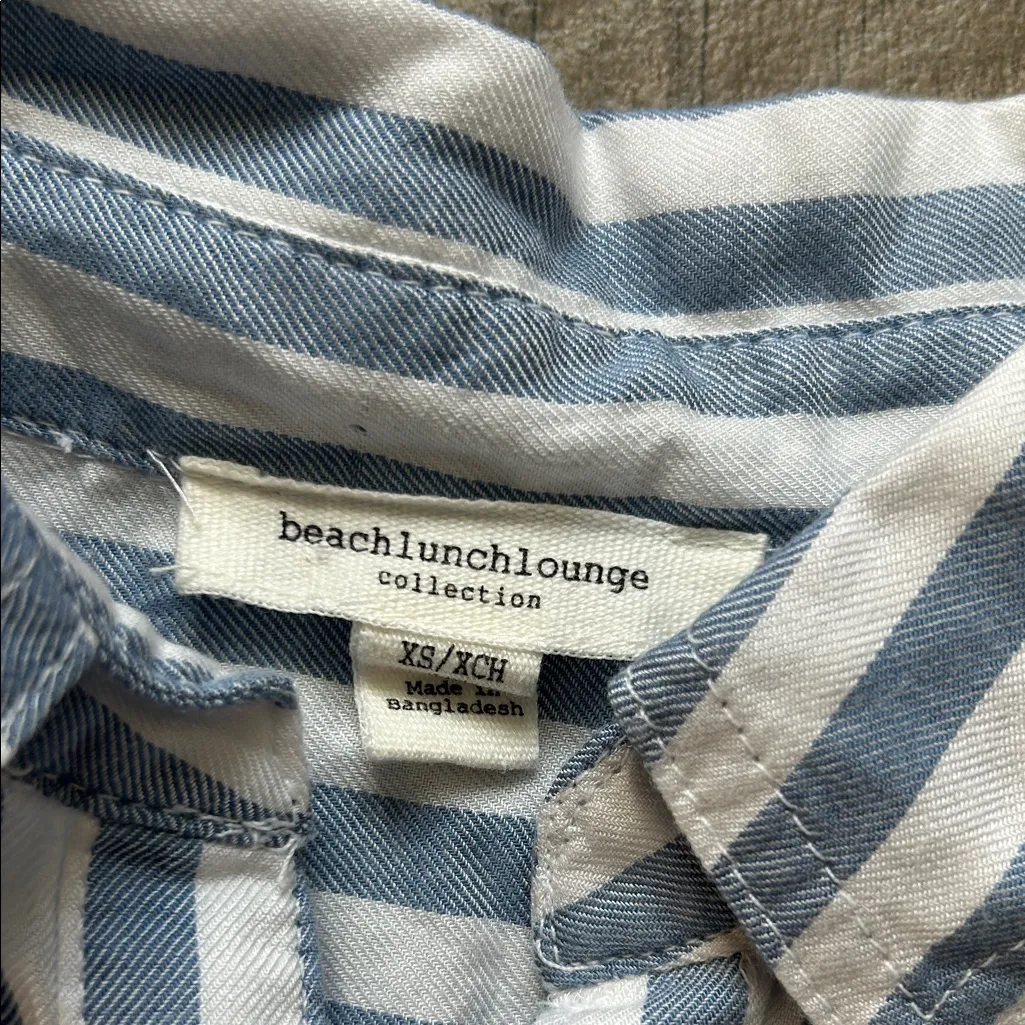 beachlunchlounge
collection
XS/XCH
Made in
Bangladesh